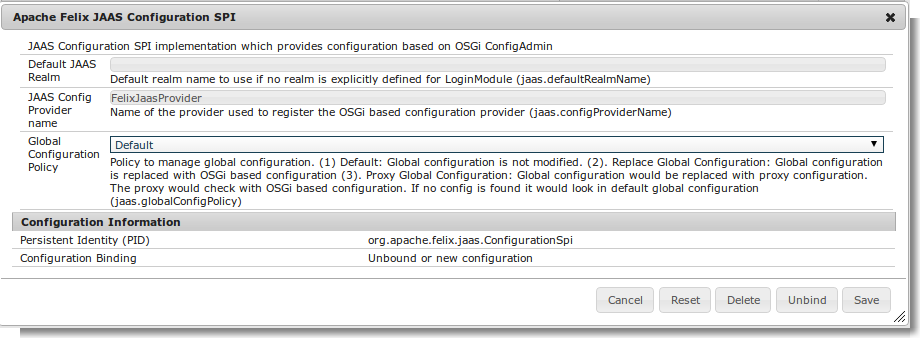 Apache Felix JAAS Configuration SPI
JAAS Configuration SPI implementation which provides configuration based on OSGi ConfigAdmin
Default JAAS
Realm
Default realm name to use if no realm is explicitly defined for LoginModule (jaas.defaultRealmName)
JAAS Config
Provider
name
FelixJaasProvider
Name of the provider used to register the OSGi based configuration provider (jaas.configProviderName)
Global
Configuration
Policy
Default
Policy to manage global configuration. (1) Default: Global configuration is not modified. (2). Replace Global Configuration: Global configuration
is replaced with OSGi based configuration (3). Proxy Global Configuration: Global configuration would be replaced with proxy configuration.
The proxy would check with OSGi based configuration. If no config is found it would look in default global configuration
(jaas.globalConfigPolicy)
Configuration Information
Persistent Identity (PID) org.apache.felix.jaas.ConfigurationSpi
Configuration Binding Unbound or new configuration
Cancel Reset Delete Unbind Save